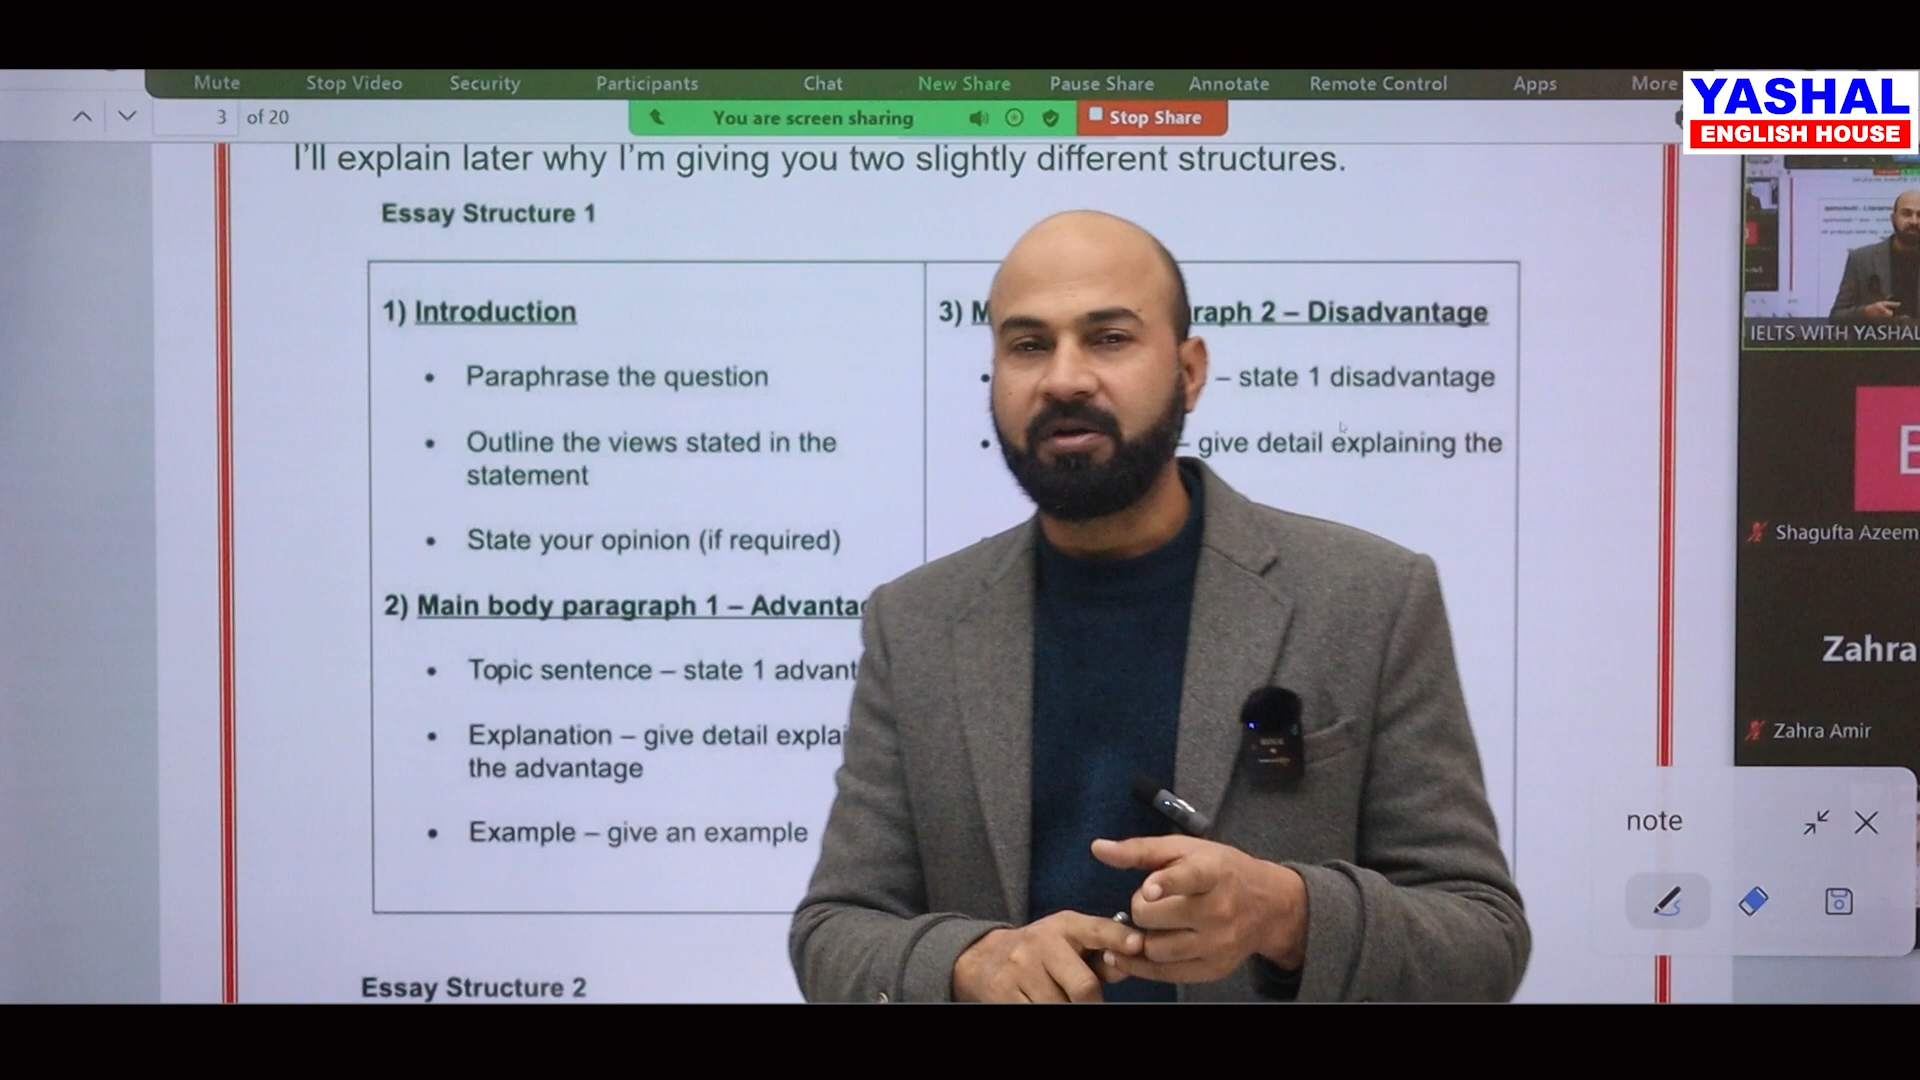 Mute Stop Video Security Participants Chat New Share Pause Share Annotate Remote Control Apps More
YASHAL
ENGLISH HOUSE
3 of 20
You are screen sharing
Stop Share
I'll explain later why I'm giving you two slightly different structures.
Essay Structure 1
1) Introduction
Paraphrase the question
Outline the views stated in the
statement
State your opinion (if required)
2) Main body paragraph 1 – Advanta
Topic sentence – state 1 advant
Explanation – give detail explai
the advantage
Example – give an example
3) M raph 2 – Disadvantage
– state 1 disadvantage
– give detail explaining the
Essay Structure 2
IELTS WITH YASHAL
E
Shagufta Azeem
Zahra
Zahra Amir
note